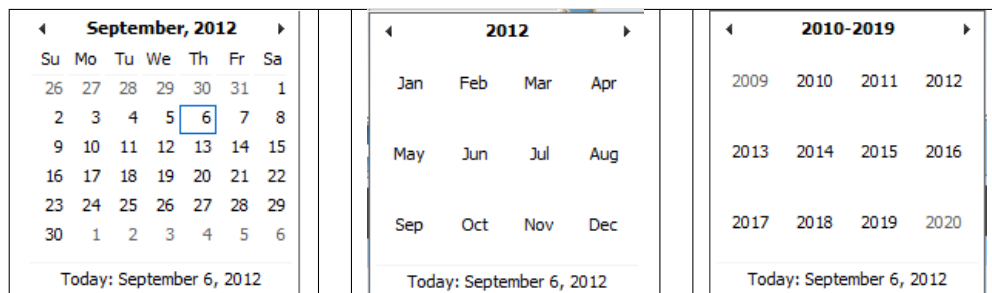 September, 2012
Su Mo Tu We Th Fr Sa
26 27 28 29 30 31 1
2 3 4 5 6 7 8
9 10 11 12 13 14 15
16 17 18 19 20 21 22
23 24 25 26 27 28 29
30 1 2 3 4 5 6
Today: September 6, 2012
2012
Jan Feb Mar Apr
May Jun Jul Aug
Sep Oct Nov Dec
Today: September 6, 2012
2010-2019
2009 2010 2011 2012
2013 2014 2015 2016
2017 2018 2019 2020
Today: September 6, 2012